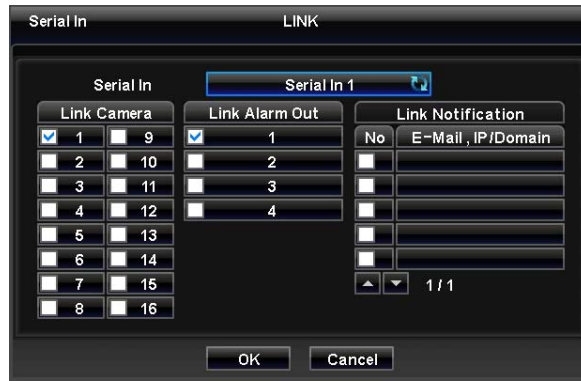 Serial In LINK
Serial In Serial In 1
Link Camera Link Alarm Out Link Notification
1 9 1 No E-Mail , IP/Domain
2 10 2
3 11 3
4 12 4
5 13
6 14
7 15 1 / 1
8 16
OK Cancel